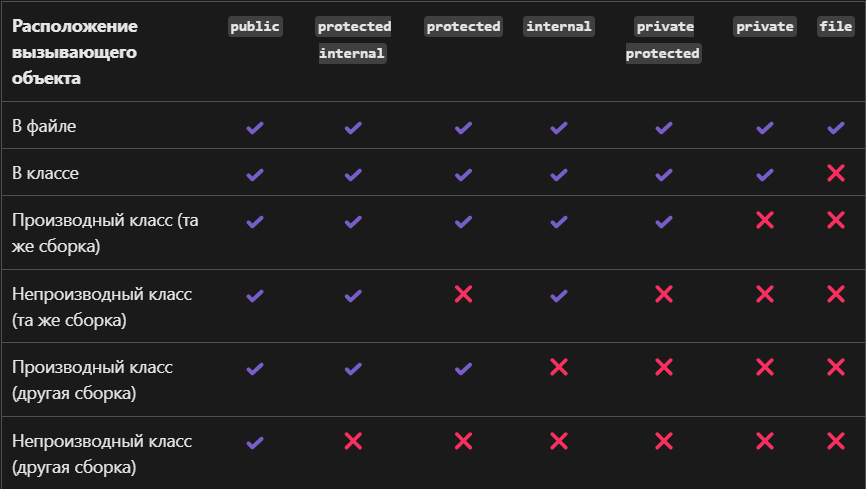 Расположение
вызывающего
объекта
public
protected
internal
protected
internal
private
protected
private
file
В файле
В классе
Производный класс (та
же сборка)
Непроизводный класс
(та же сборка)
Производный класс
(другая сборка)
Непроизводный класс
(другая сборка)